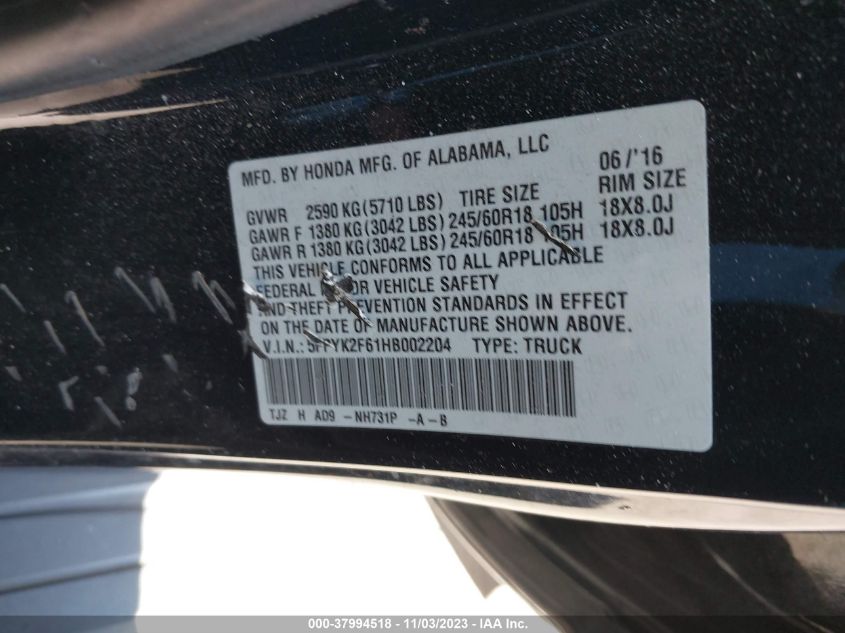 MFD. BY HONDA MFG. OF ALABAMA, LLC 06/'16
GVWR 2590 KG(5710 LBS) TIRE SIZE RIM SIZE
GAWR F 1380 KG(3042 LBS) 245/60R18 105H 18X8.0J
GAWR R 1380 KG(3042 LBS) 245/60R18 105H 18X8.0J
THIS VEHICLE CONFORMS TO ALL APPLICABLE
FEDERAL VEHICLE SAFETY
AND THEFT PREVENTION STANDARDS IN EFFECT
ON THE DATE OF MANUFACTURE SHOWN ABOVE.
V.I.N.: 5FPYK2F61HB002204 TYPE: TRUCK
TJZ H AD9 -NH731P -A -B
000-37994518 - 11/03/2023 - IAA Inc.